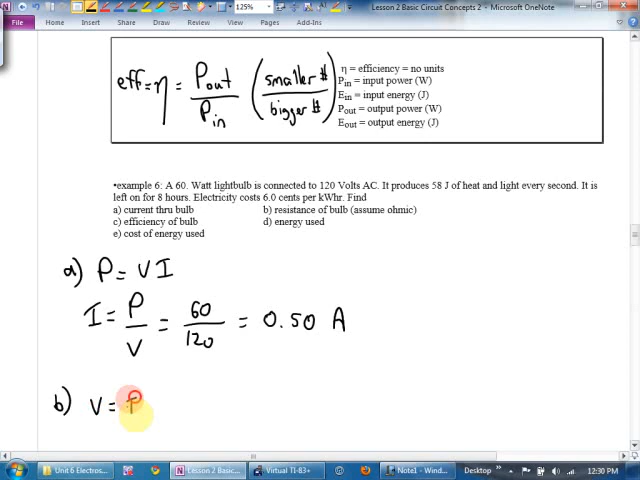 Lesson 2 Basic Circuit Concepts 2 - Microsoft OneNote
125%
File Home Insert Share Draw Review View Page Add-Ins
eff = η = Pout / Pin (smaller # / bigger #)
η = efficiency = no units
Pin = input power (W)
Ein = input energy (J)
Pout = output power (W)
Eout = output energy (J)
•example 6: A 60. Watt lightbulb is connected to 120 Volts AC. It produces 58 J of heat and light every second. It is
left on for 8 hours. Electricity costs 6.0 cents per kWhr. Find
a) current thru bulb b) resistance of bulb (assume ohmic)
c) efficiency of bulb d) energy used
e) cost of energy used
a) P = V I
I = P / V = 60 / 120 = 0.50 A
b) V =
Unit 6 Electros... Lesson 2 Basic... Virtual TI-83+ Note1 - Wind... Desktop 12:30 PM